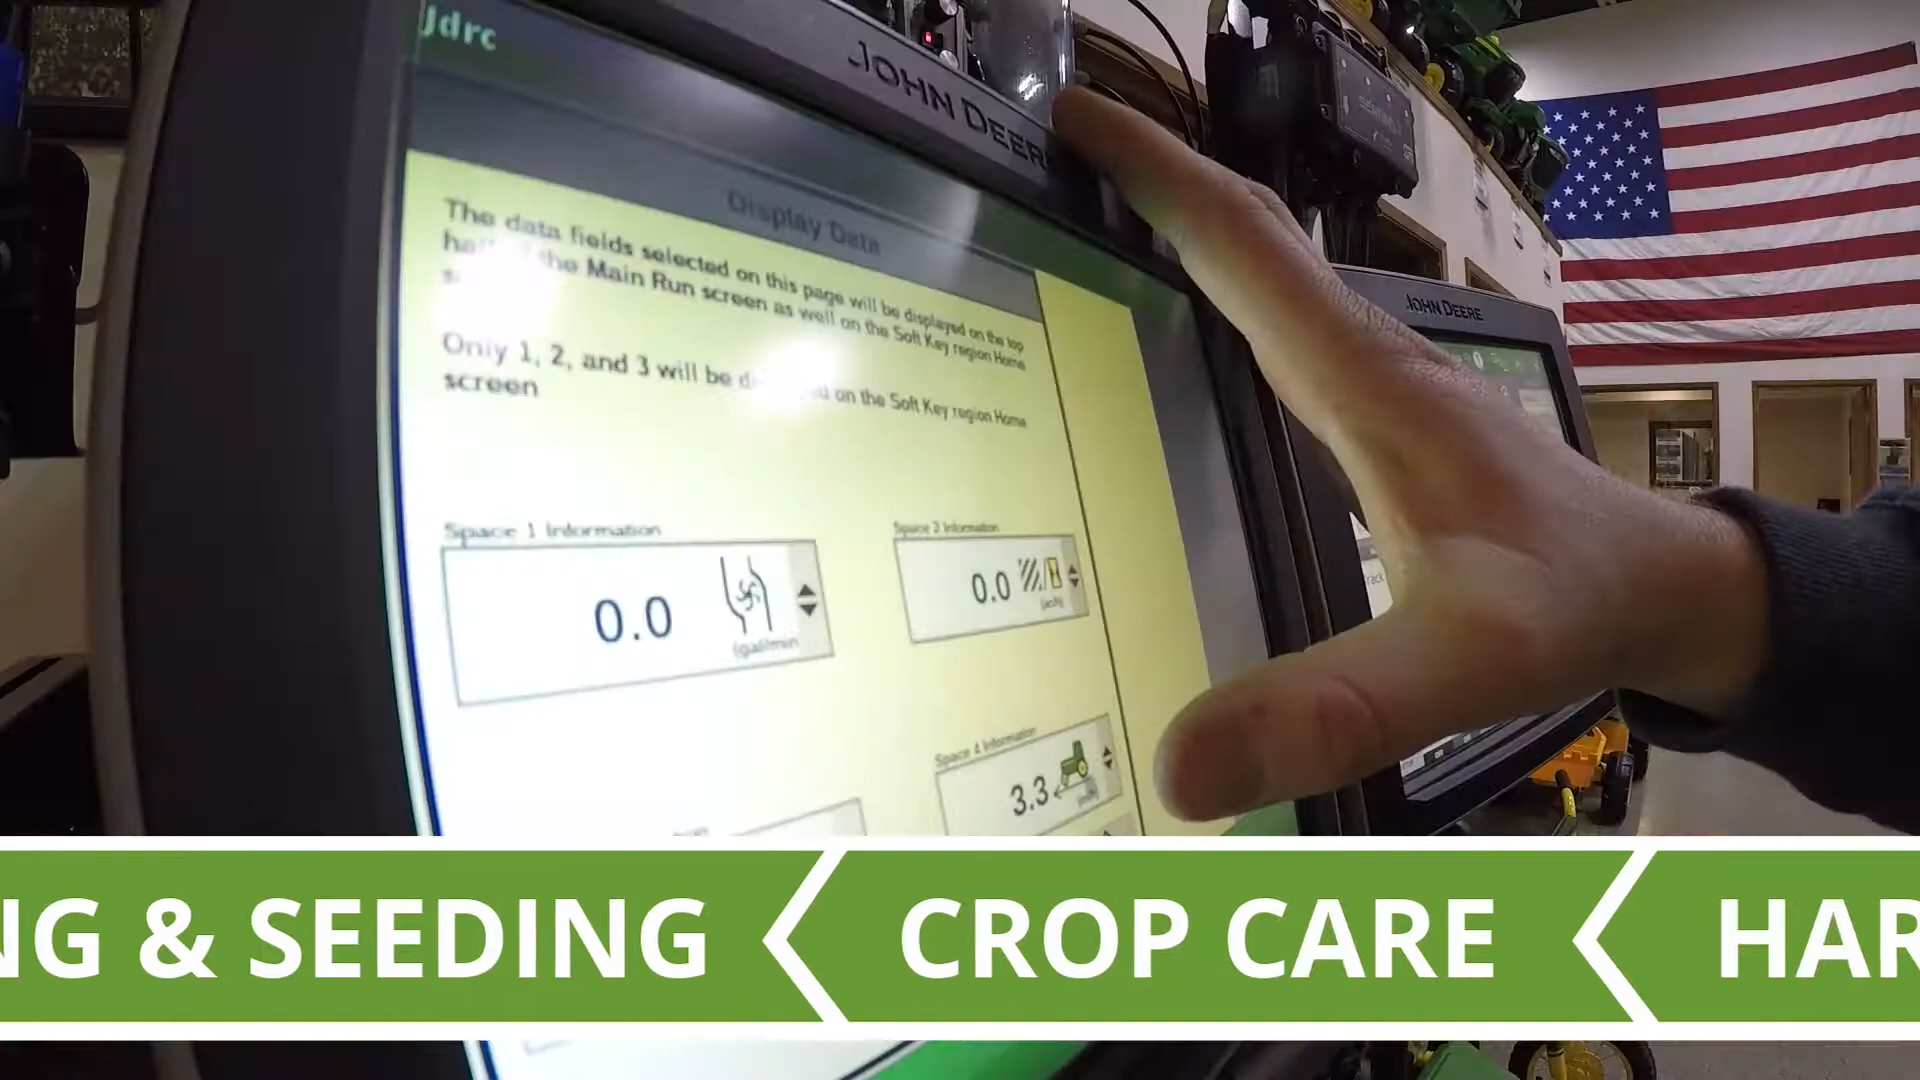 Jdrc
JOHN DEERE
Display Data
The data fields selected on this page will be displayed on the top
the Main Run screen as well on the Soft Key region Home
Only 1, 2, and 3 will be on the Soft Key region Home
screen
Space 1 Information
0.0
(gal/min
Space 2 Information
0.0
Space 4 Information
3.3
JOHN DEERE
NG & SEEDING
CROP CARE
HAR